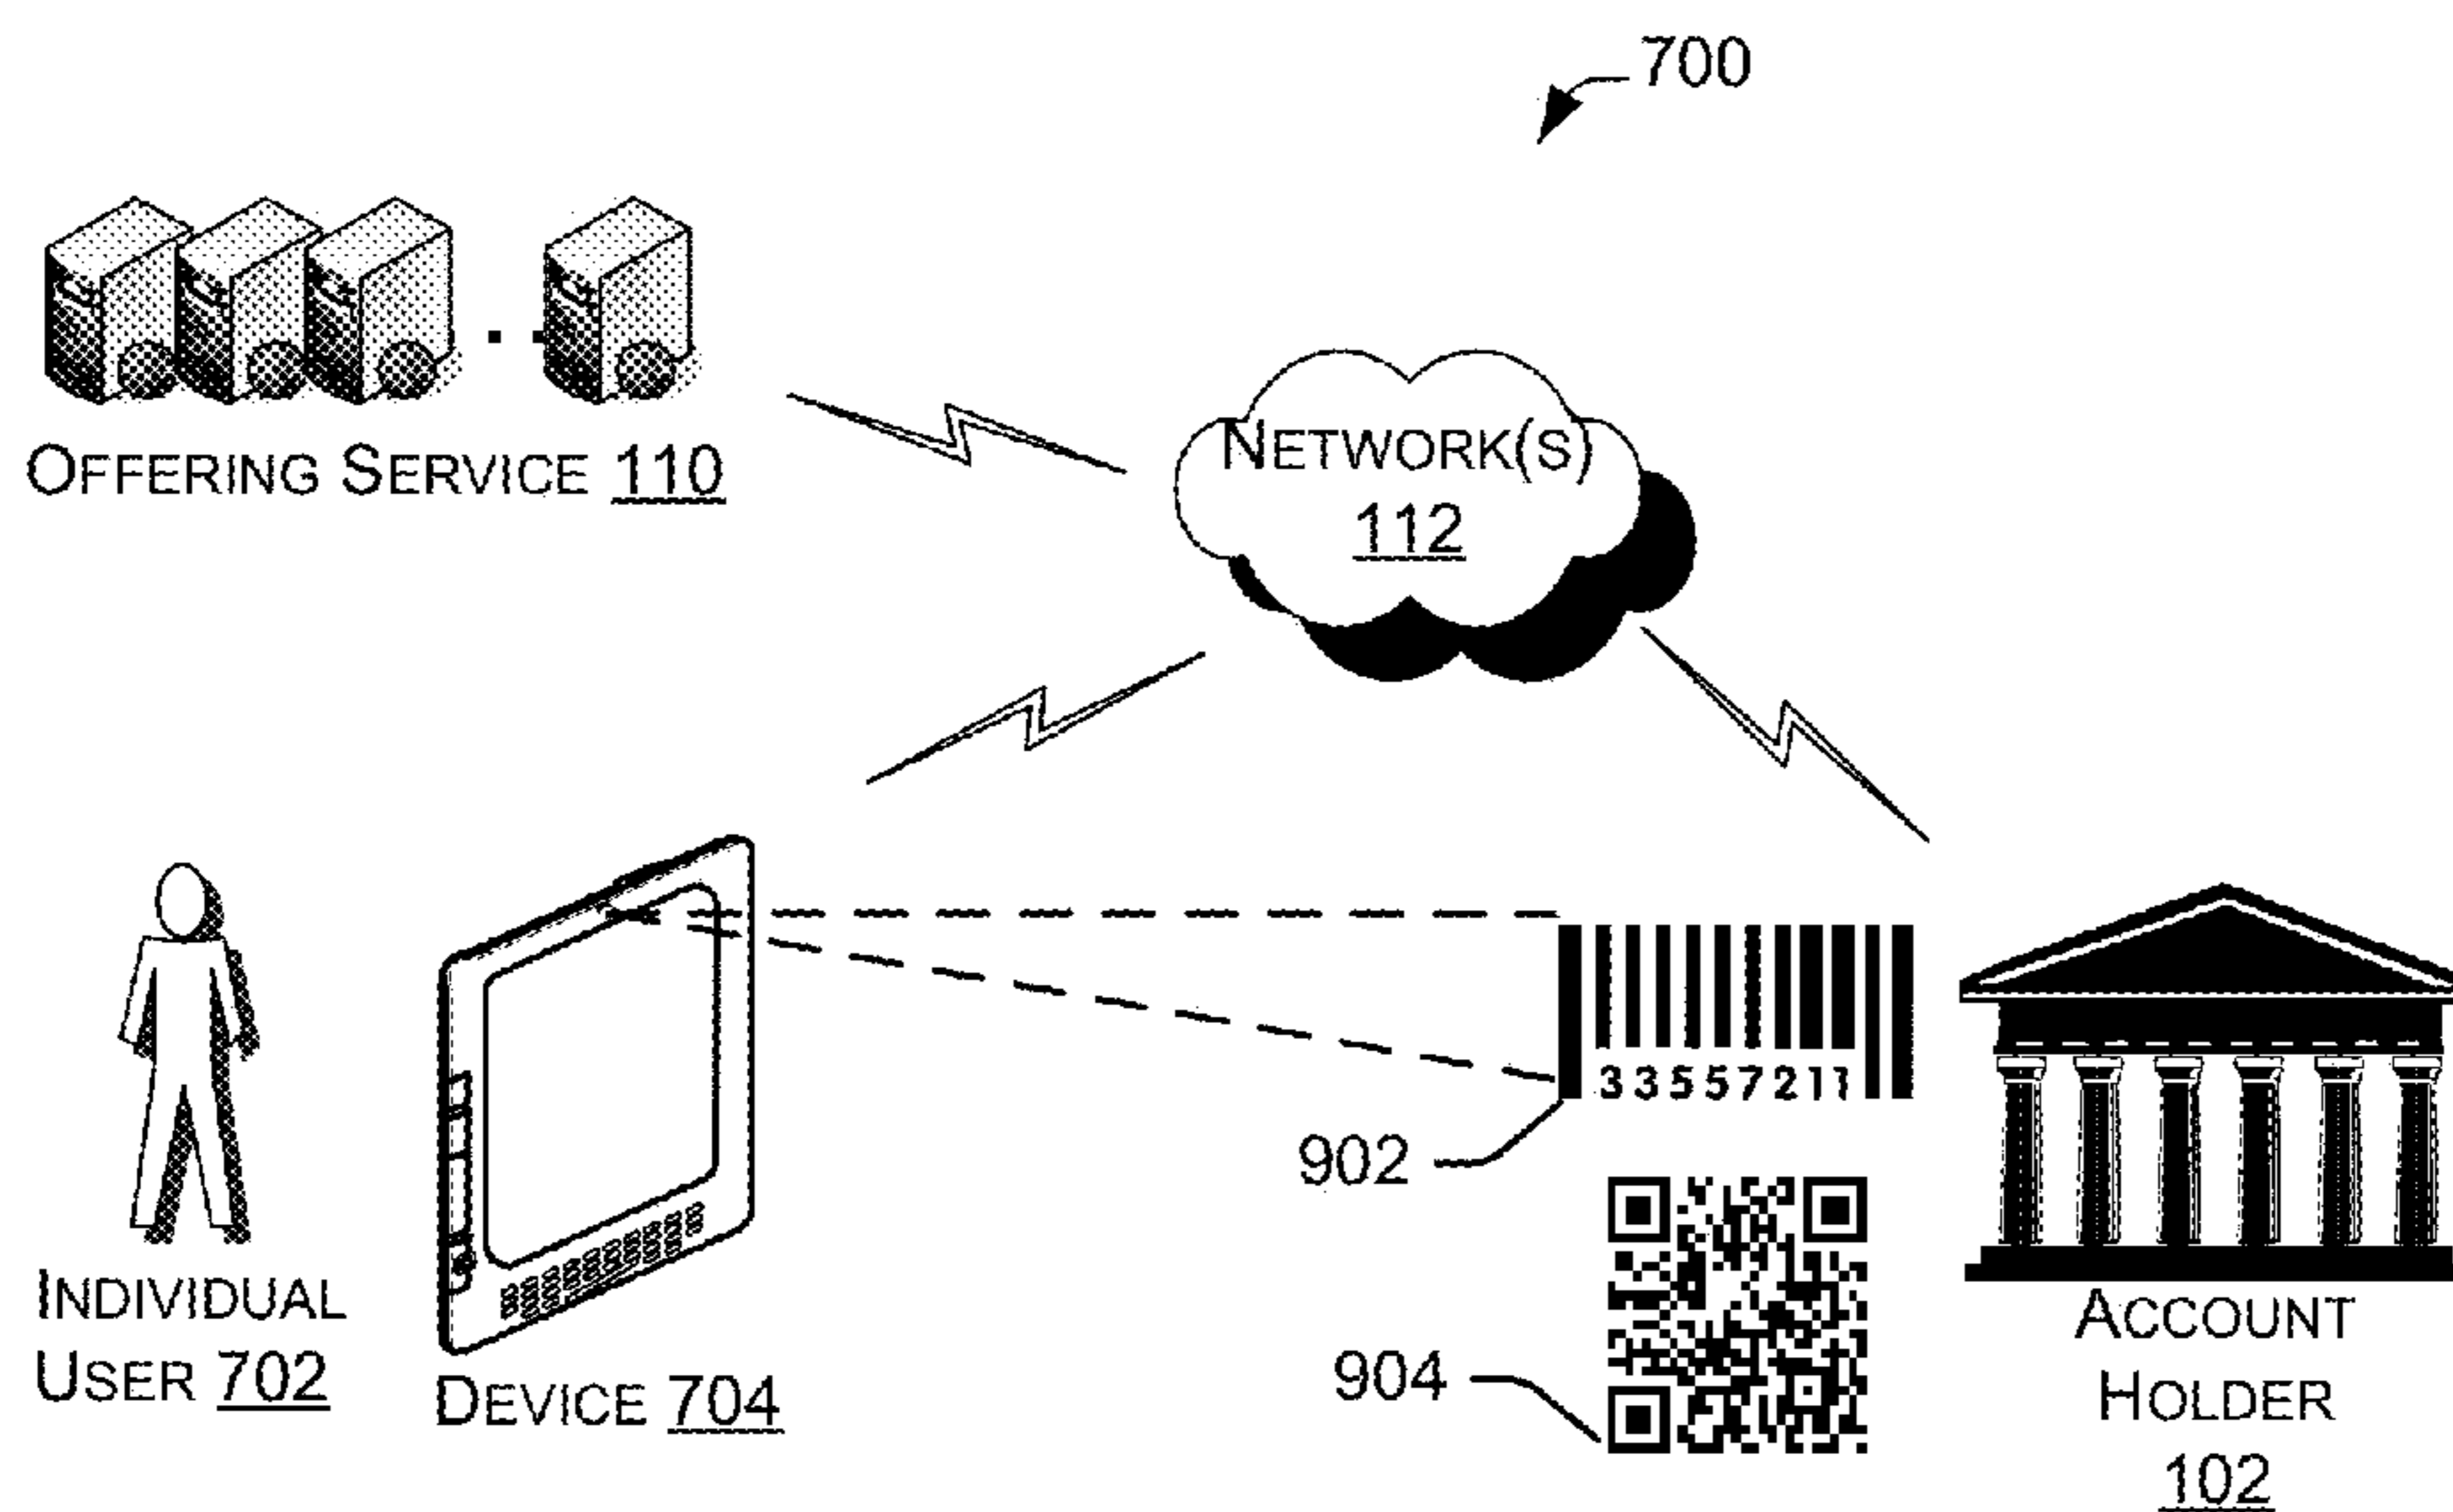 700
OFFERING SERVICE 110
NETWORK(S)
112
33557211
902
904
INDIVIDUAL
USER 702
DEVICE 704
ACCOUNT
HOLDER
102